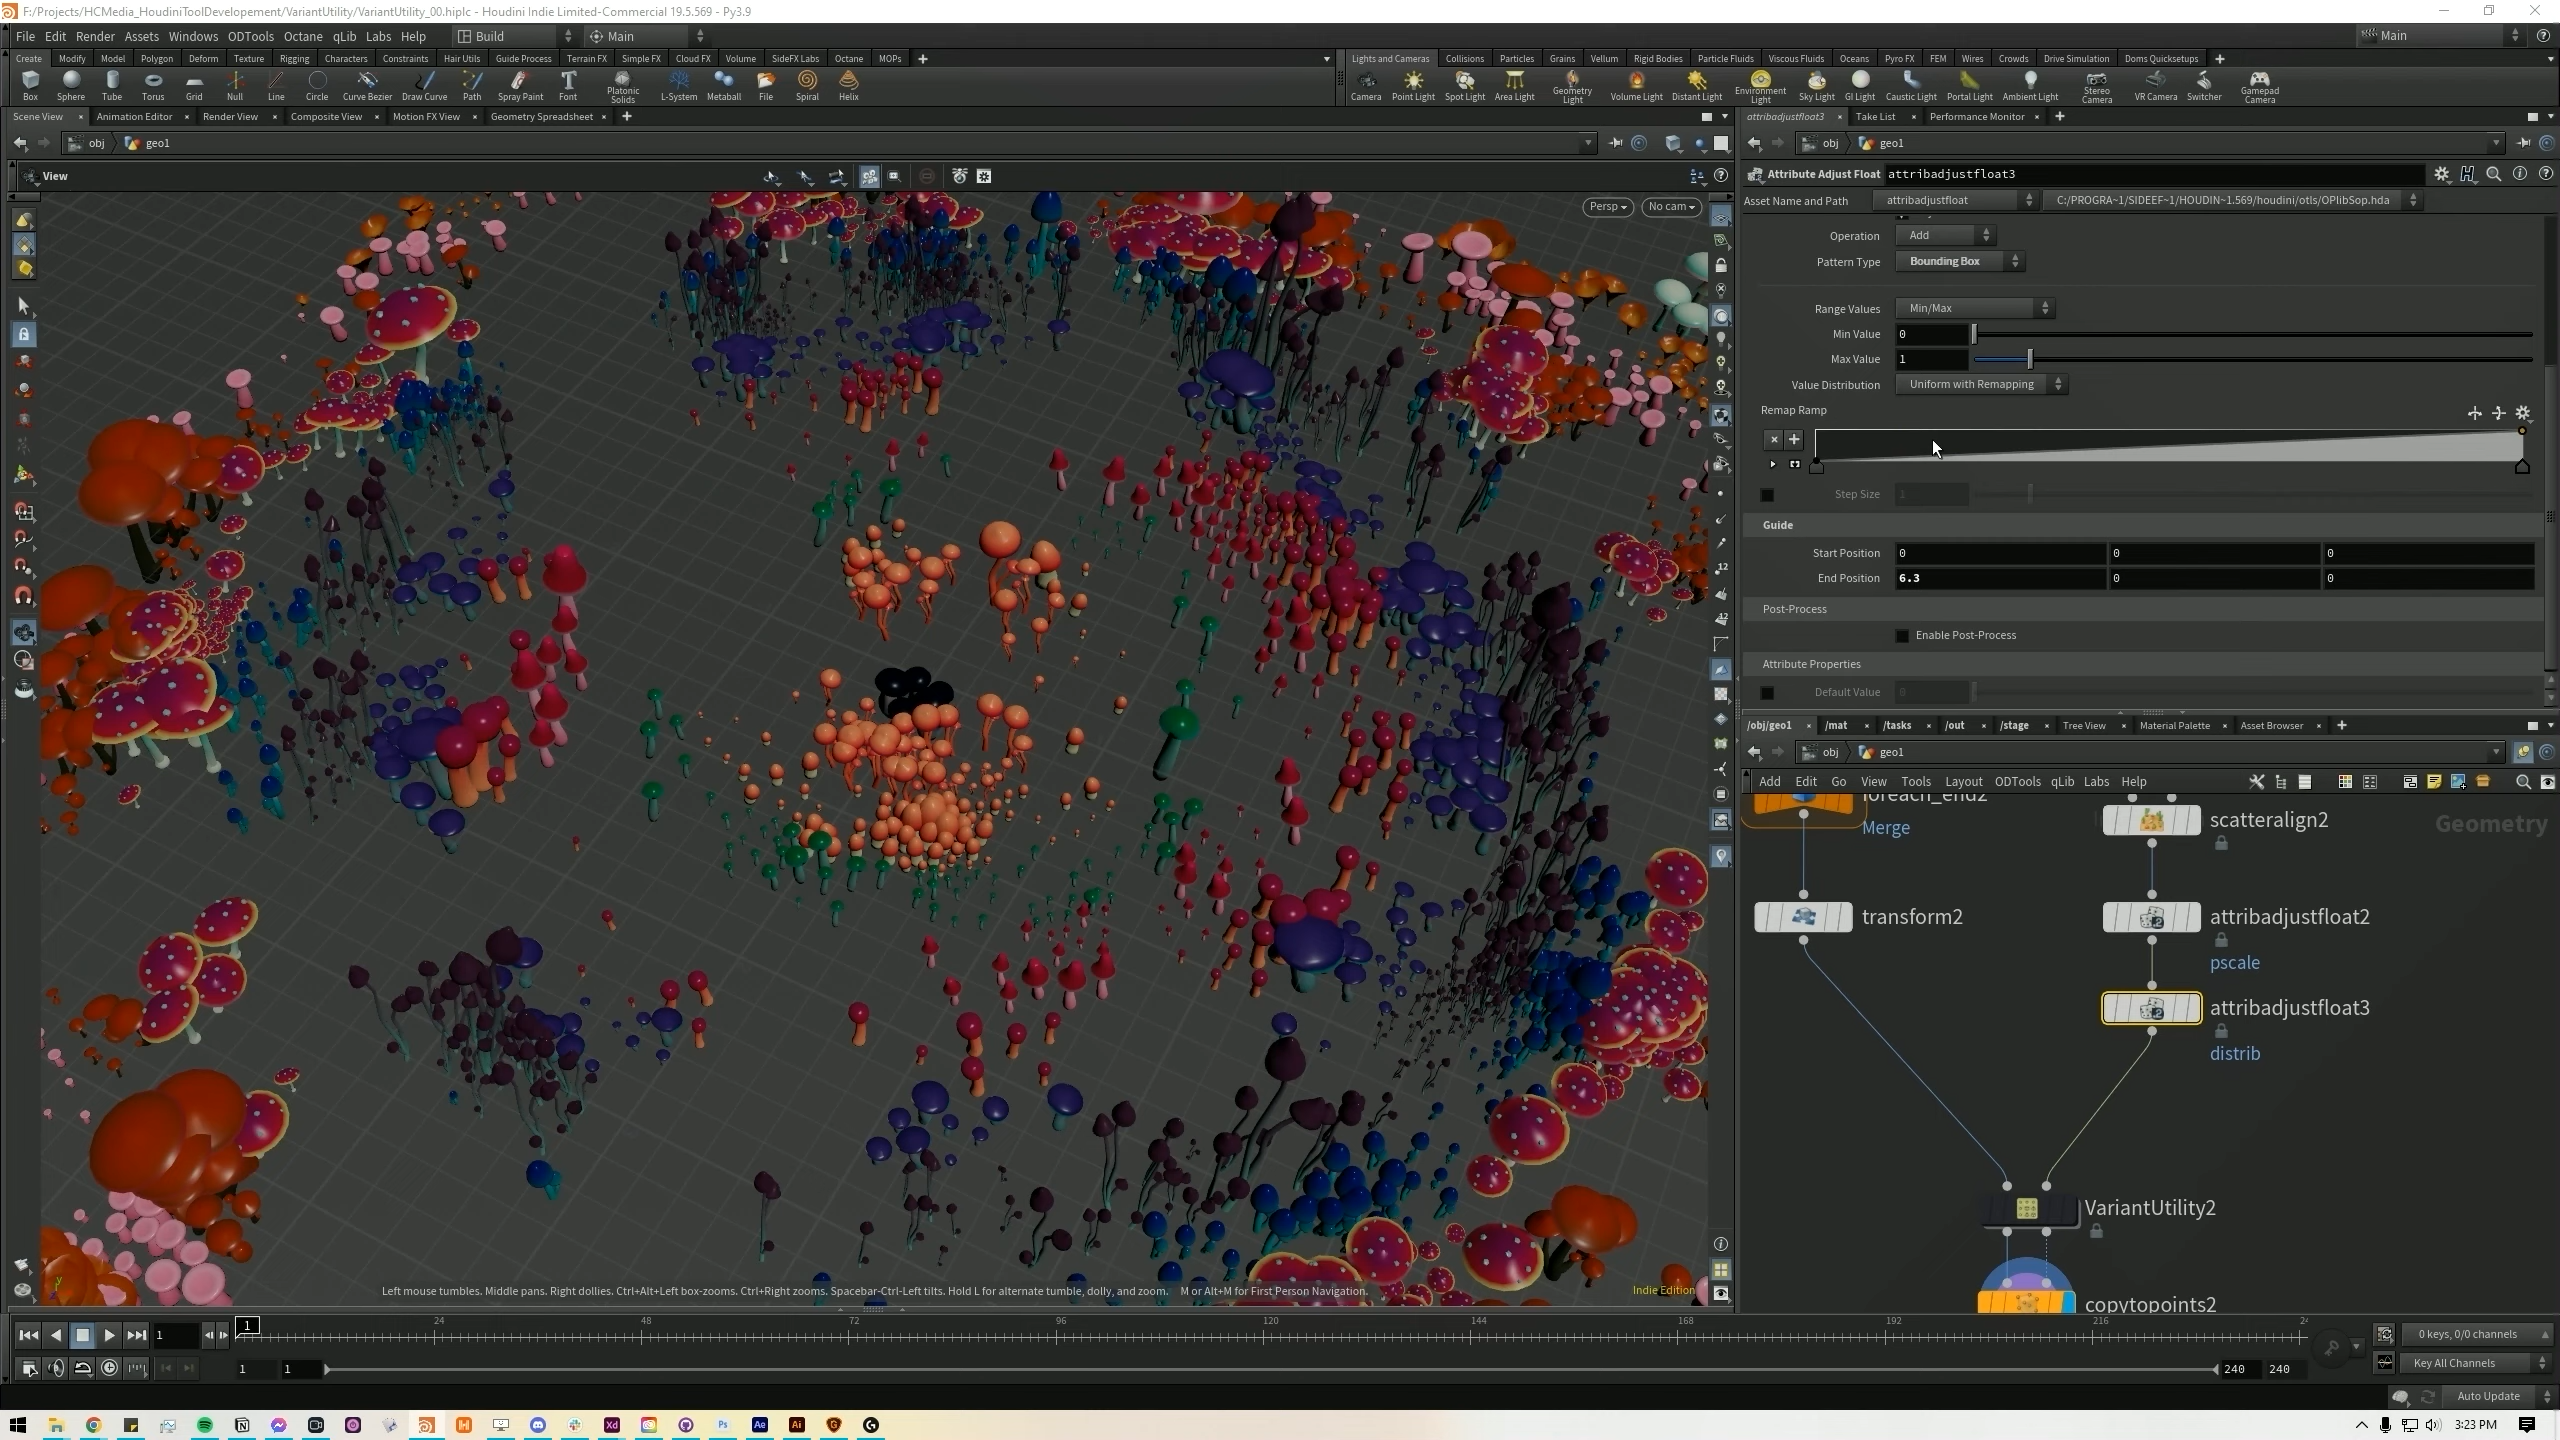 F:/Projects/HCMedia_HoudiniToolDevelopement/VariantUtility/VariantUtility_00.hiplc - Houdini Indie Limited-Commercial 19.5.569 - Py3.9
File Edit Render Assets Windows ODTools Octane qLib Labs Help Build Main Main
Create Modify Model Polygon Deform Texture Rigging Characters Constraints Hair Utils Guide Process Terrain FX Simple FX Cloud FX Volume SideFX Labs Octane MOPs
Lights and Cameras Collisions Particles Grains Vellum Rigid Bodies Particle Fluids Viscous Fluids Oceans Pyro FX FEM Wires Crowds Drive Simulation Doms Quicksetups
Box Sphere Tube Torus Grid Null Line Circle Curve Bezier Draw Curve Path Spray Paint Font Platonic Solids L-System Metaball File Spiral Helix
Camera Point Light Spot Light Area Light Geometry Light Volume Light Distant Light Environment Light Sky Light GI Light Caustic Light Portal Light Ambient Light Stereo Camera VR Camera Switcher Gamepad Camera
Scene View Animation Editor Render View Composite View Motion FX View Geometry Spreadsheet
obj geo1
View
Persp No cam
Left mouse tumbles. Middle pans. Right dollies. Ctrl+Alt+Left box-zooms. Ctrl+Right zooms. Spacebar-Ctrl-Left tilts. Hold L for alternate tumble, dolly, and zoom. M or Alt+M for First Person Navigation.
Indie Edition
attribadjustfloat3 Take List Performance Monitor
obj geo1
Attribute Adjust Float attribadjustfloat3
Asset Name and Path attribadjustfloat C:/PROGRA~1/SIDEEF~1/HOUDIN~1.569/houdini/otls/OPlibSop.hda
Operation Add
Pattern Type Bounding Box
Range Values Min/Max
Min Value 0
Max Value 1
Value Distribution Uniform with Remapping
Remap Ramp
Step Size 1
Guide
Start Position 0 0 0
End Position 6.3 0 0
Post-Process
Enable Post-Process
Attribute Properties
Default Value 0
/obj/geo1 /mat /tasks /out /stage Tree View Material Palette Asset Browser
obj geo1
Add Edit Go View Tools Layout ODTools qLib Labs Help
foreach_end2
Merge
scatteralign2
Geometry
transform2
attribadjustfloat2
pscale
attribadjustfloat3
distrib
VariantUtility2
copytopoints2
1 1 24 48 72 96 120 144 168 192 216 24
1 1 240 240
0 keys, 0/0 channels
Key All Channels
Auto Update
3:23 PM